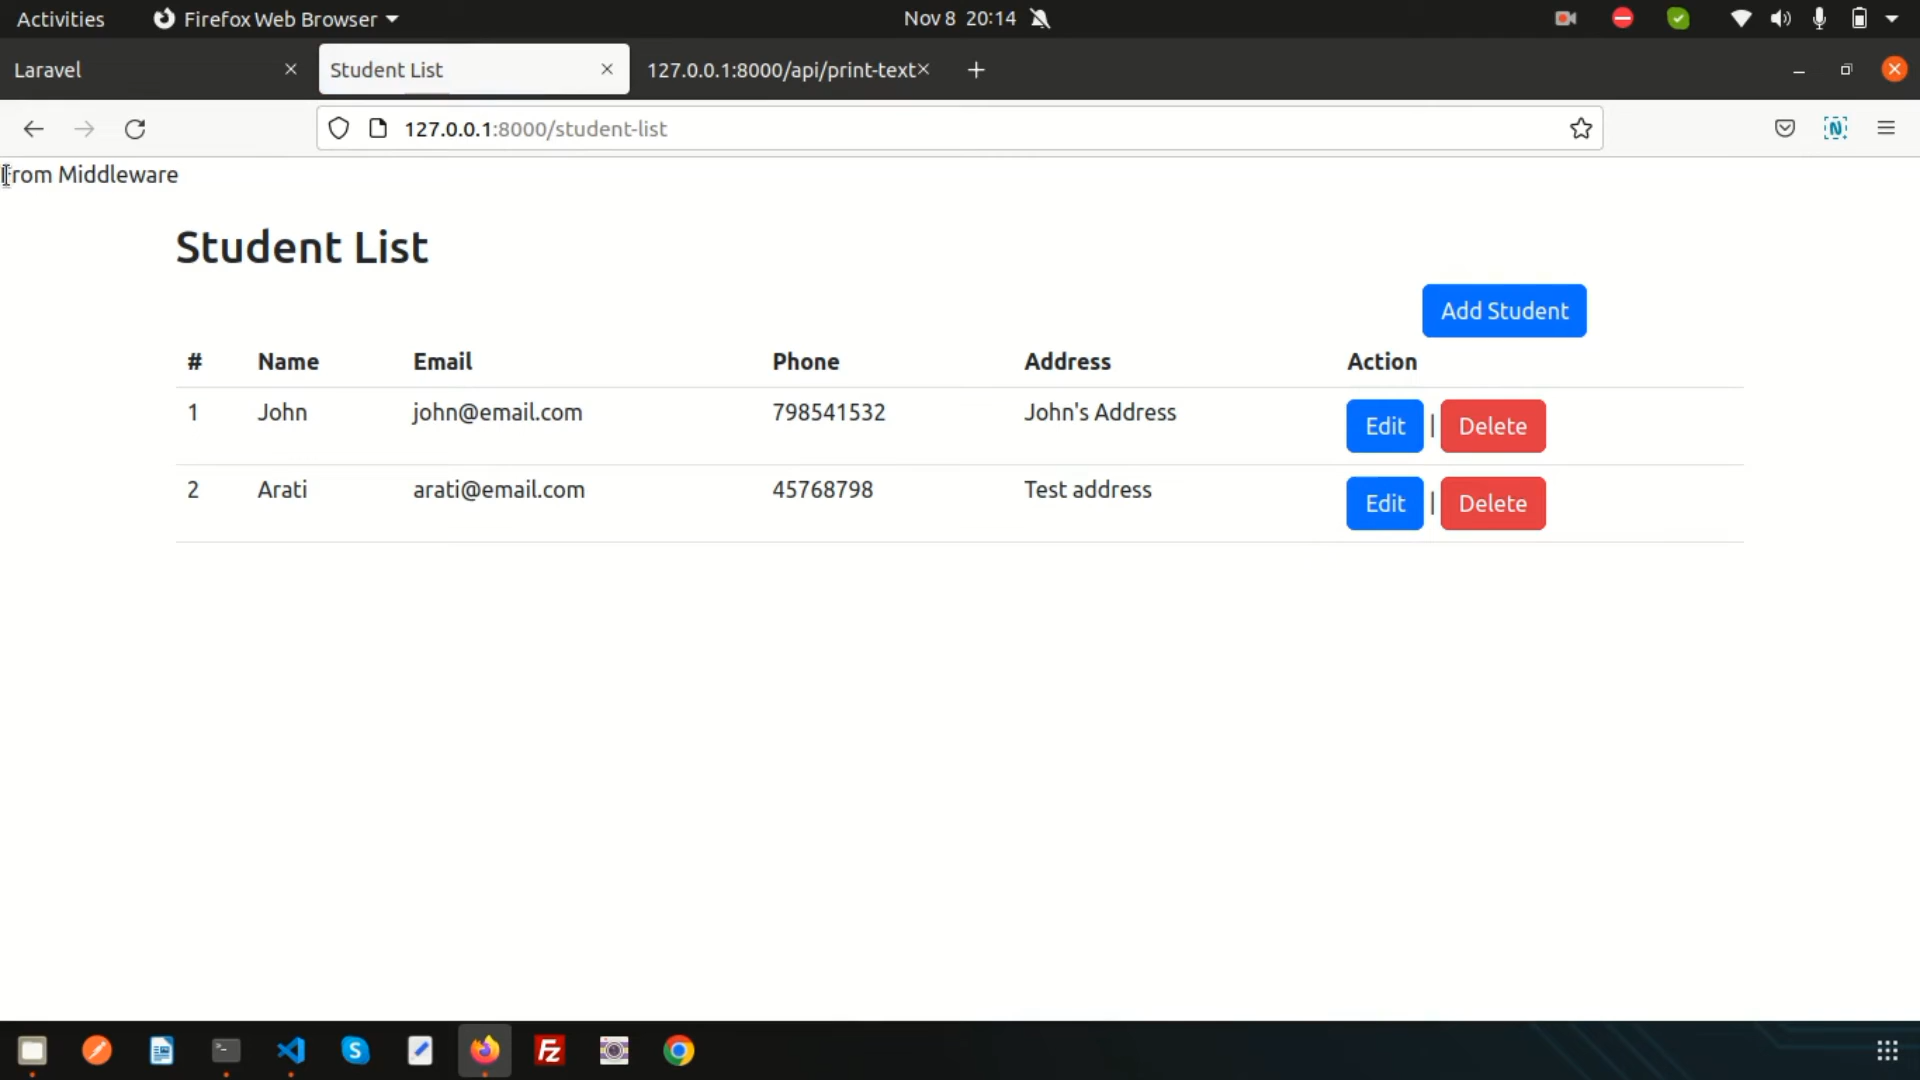 Activities Firefox Web Browser Nov 8 20:14
Laravel Student List 127.0.0.1:8000/api/print-text
127.0.0.1:8000/student-list
From Middleware
Student List
Add Student
# Name Email Phone Address Action
1 John john@email.com 798541532 John's Address Edit | Delete
2 Arati arati@email.com 45768798 Test address Edit | Delete